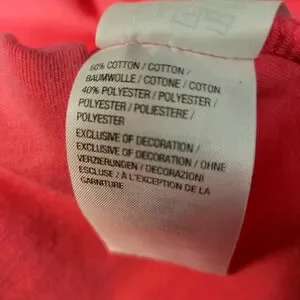 60% COTTON / COTTON /
BAUMWOLLE / COTONE / COTON
40% POLYESTER / POLYESTER /
POLYESTER / POLIESTERE /
POLYESTER
EXCLUSIVE OF DECORATION /
EXCLUSIVE OF DECORATION / OHNE
VERZIERUNGEN / DECORAZIONI
ESCLUSE / À L'EXCEPTION DE LA
GARNITURE